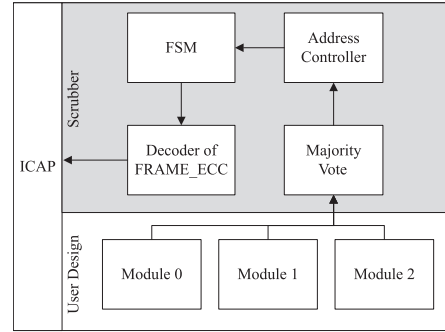 ICAP
Scrubber
FSM
Address
Controller
Decoder of
FRAME_ECC
Majority
Vote
User Design
Module 0
Module 1
Module 2